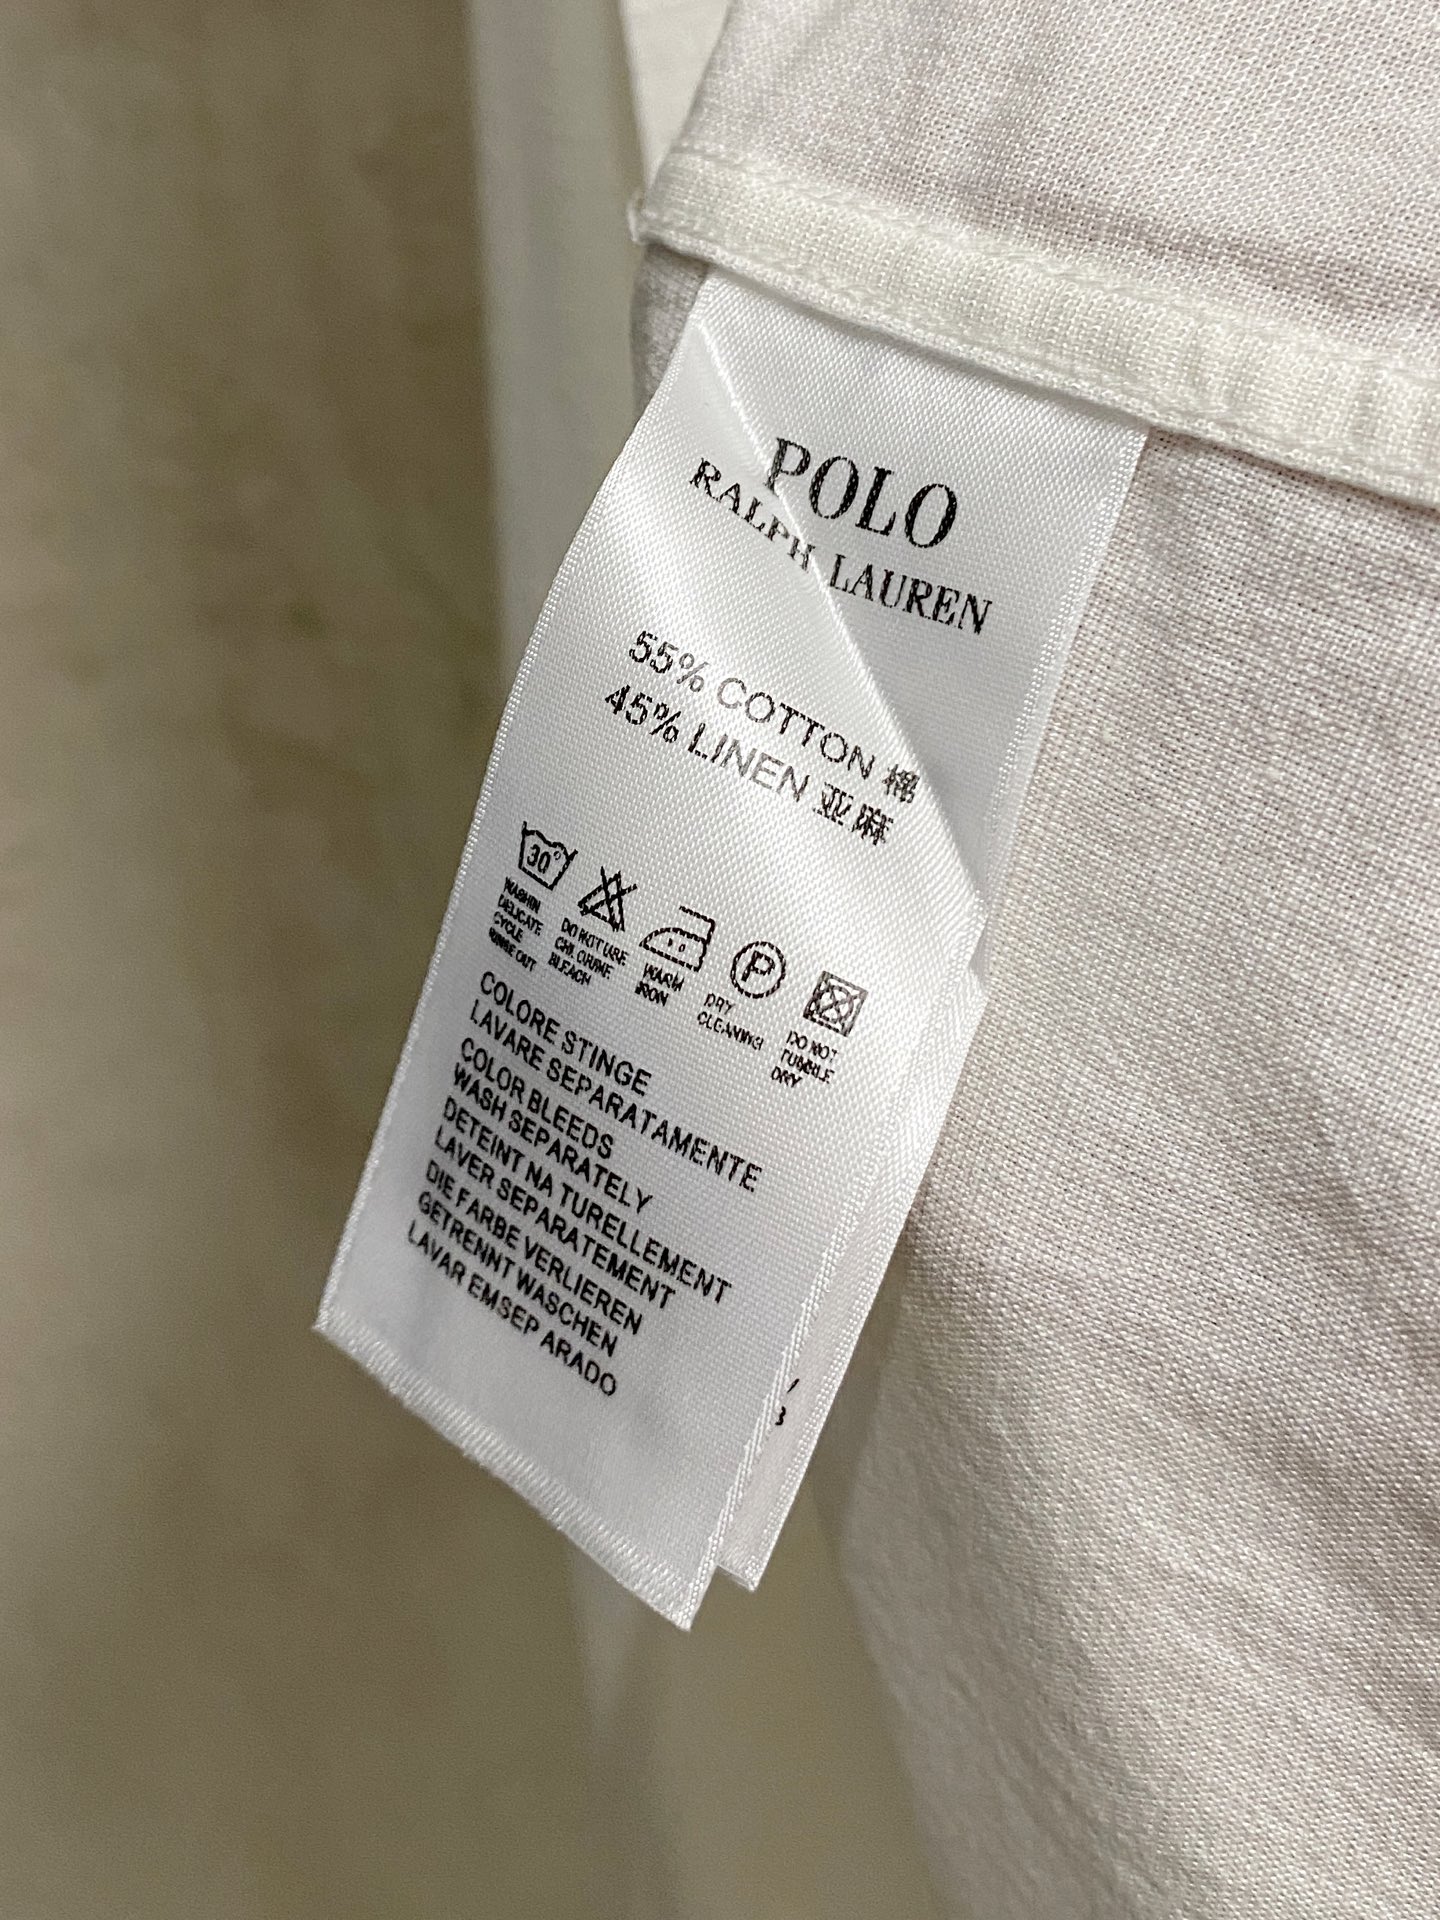 POLO
RALPH LAUREN
55% COTTON 棉
45% LINEN 亚麻
30°
WASHIN
DELICATE
CYCLE
RINSE OUT
DO NOT USE
CHLORINE
BLEACH
WARM
IRON
P
DRY
CLEANING
DO NOT
TUMBLE
DRY
COLORE STINGE
LAVARE SEPARATAMENTE
COLOR BLEEDS
WASH SEPARATELY
DETEINT NA TURELLEMENT
LAVER SEPARATEMENT
DIE FARBE VERLIEREN
GETRENNT WASCHEN
LAVAR EMSEP ARADO